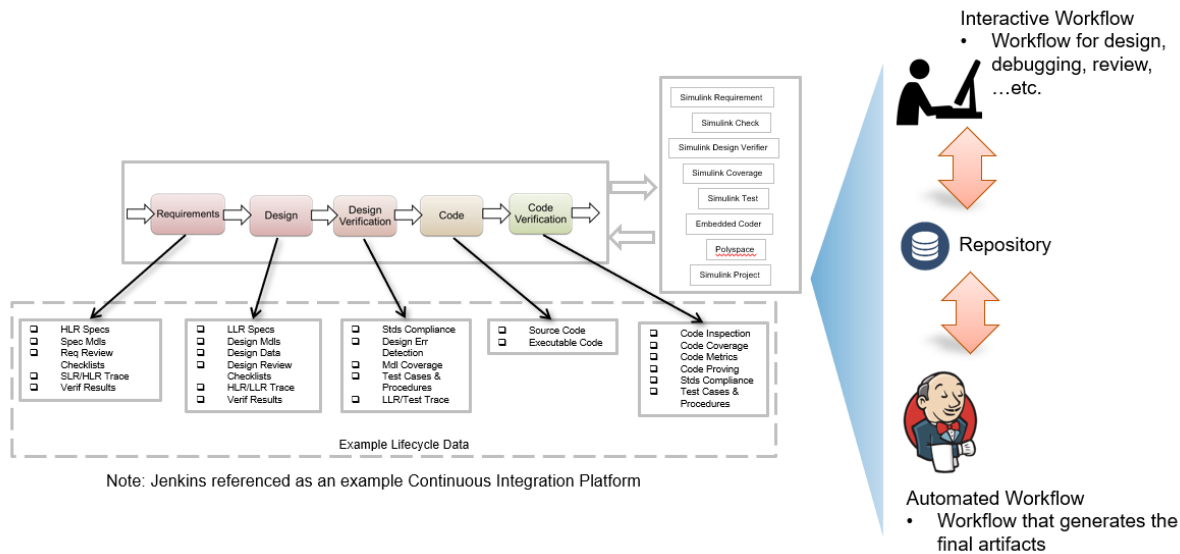 Interactive Workflow
• Workflow for design,
debugging, review,
…etc.
Simulink Requirement
Simulink Check
Simulink Design Verifier
Simulink Coverage
Simulink Test
Embedded Coder
Polyspace
Simulink Project
Requirements
Design
Design
Verification
Code
Code
Verification
Repository
HLR Specs
Spec Mdls
Req Review
Checklists
SLR/HLR Trace
Verif Results
LLR Specs
Design Mdls
Design Data
Design Review
Checklists
HLR/LLR Trace
Verif Results
Stds Compliance
Design Err
Detection
Mdl Coverage
Test Cases &
Procedures
LLR/Test Trace
Source Code
Executable Code
Code Inspection
Code Coverage
Code Metrics
Code Proving
Stds Compliance
Test Cases &
Procedures
Example Lifecycle Data
Note: Jenkins referenced as an example Continuous Integration Platform
Automated Workflow
• Workflow that generates the
final artifacts